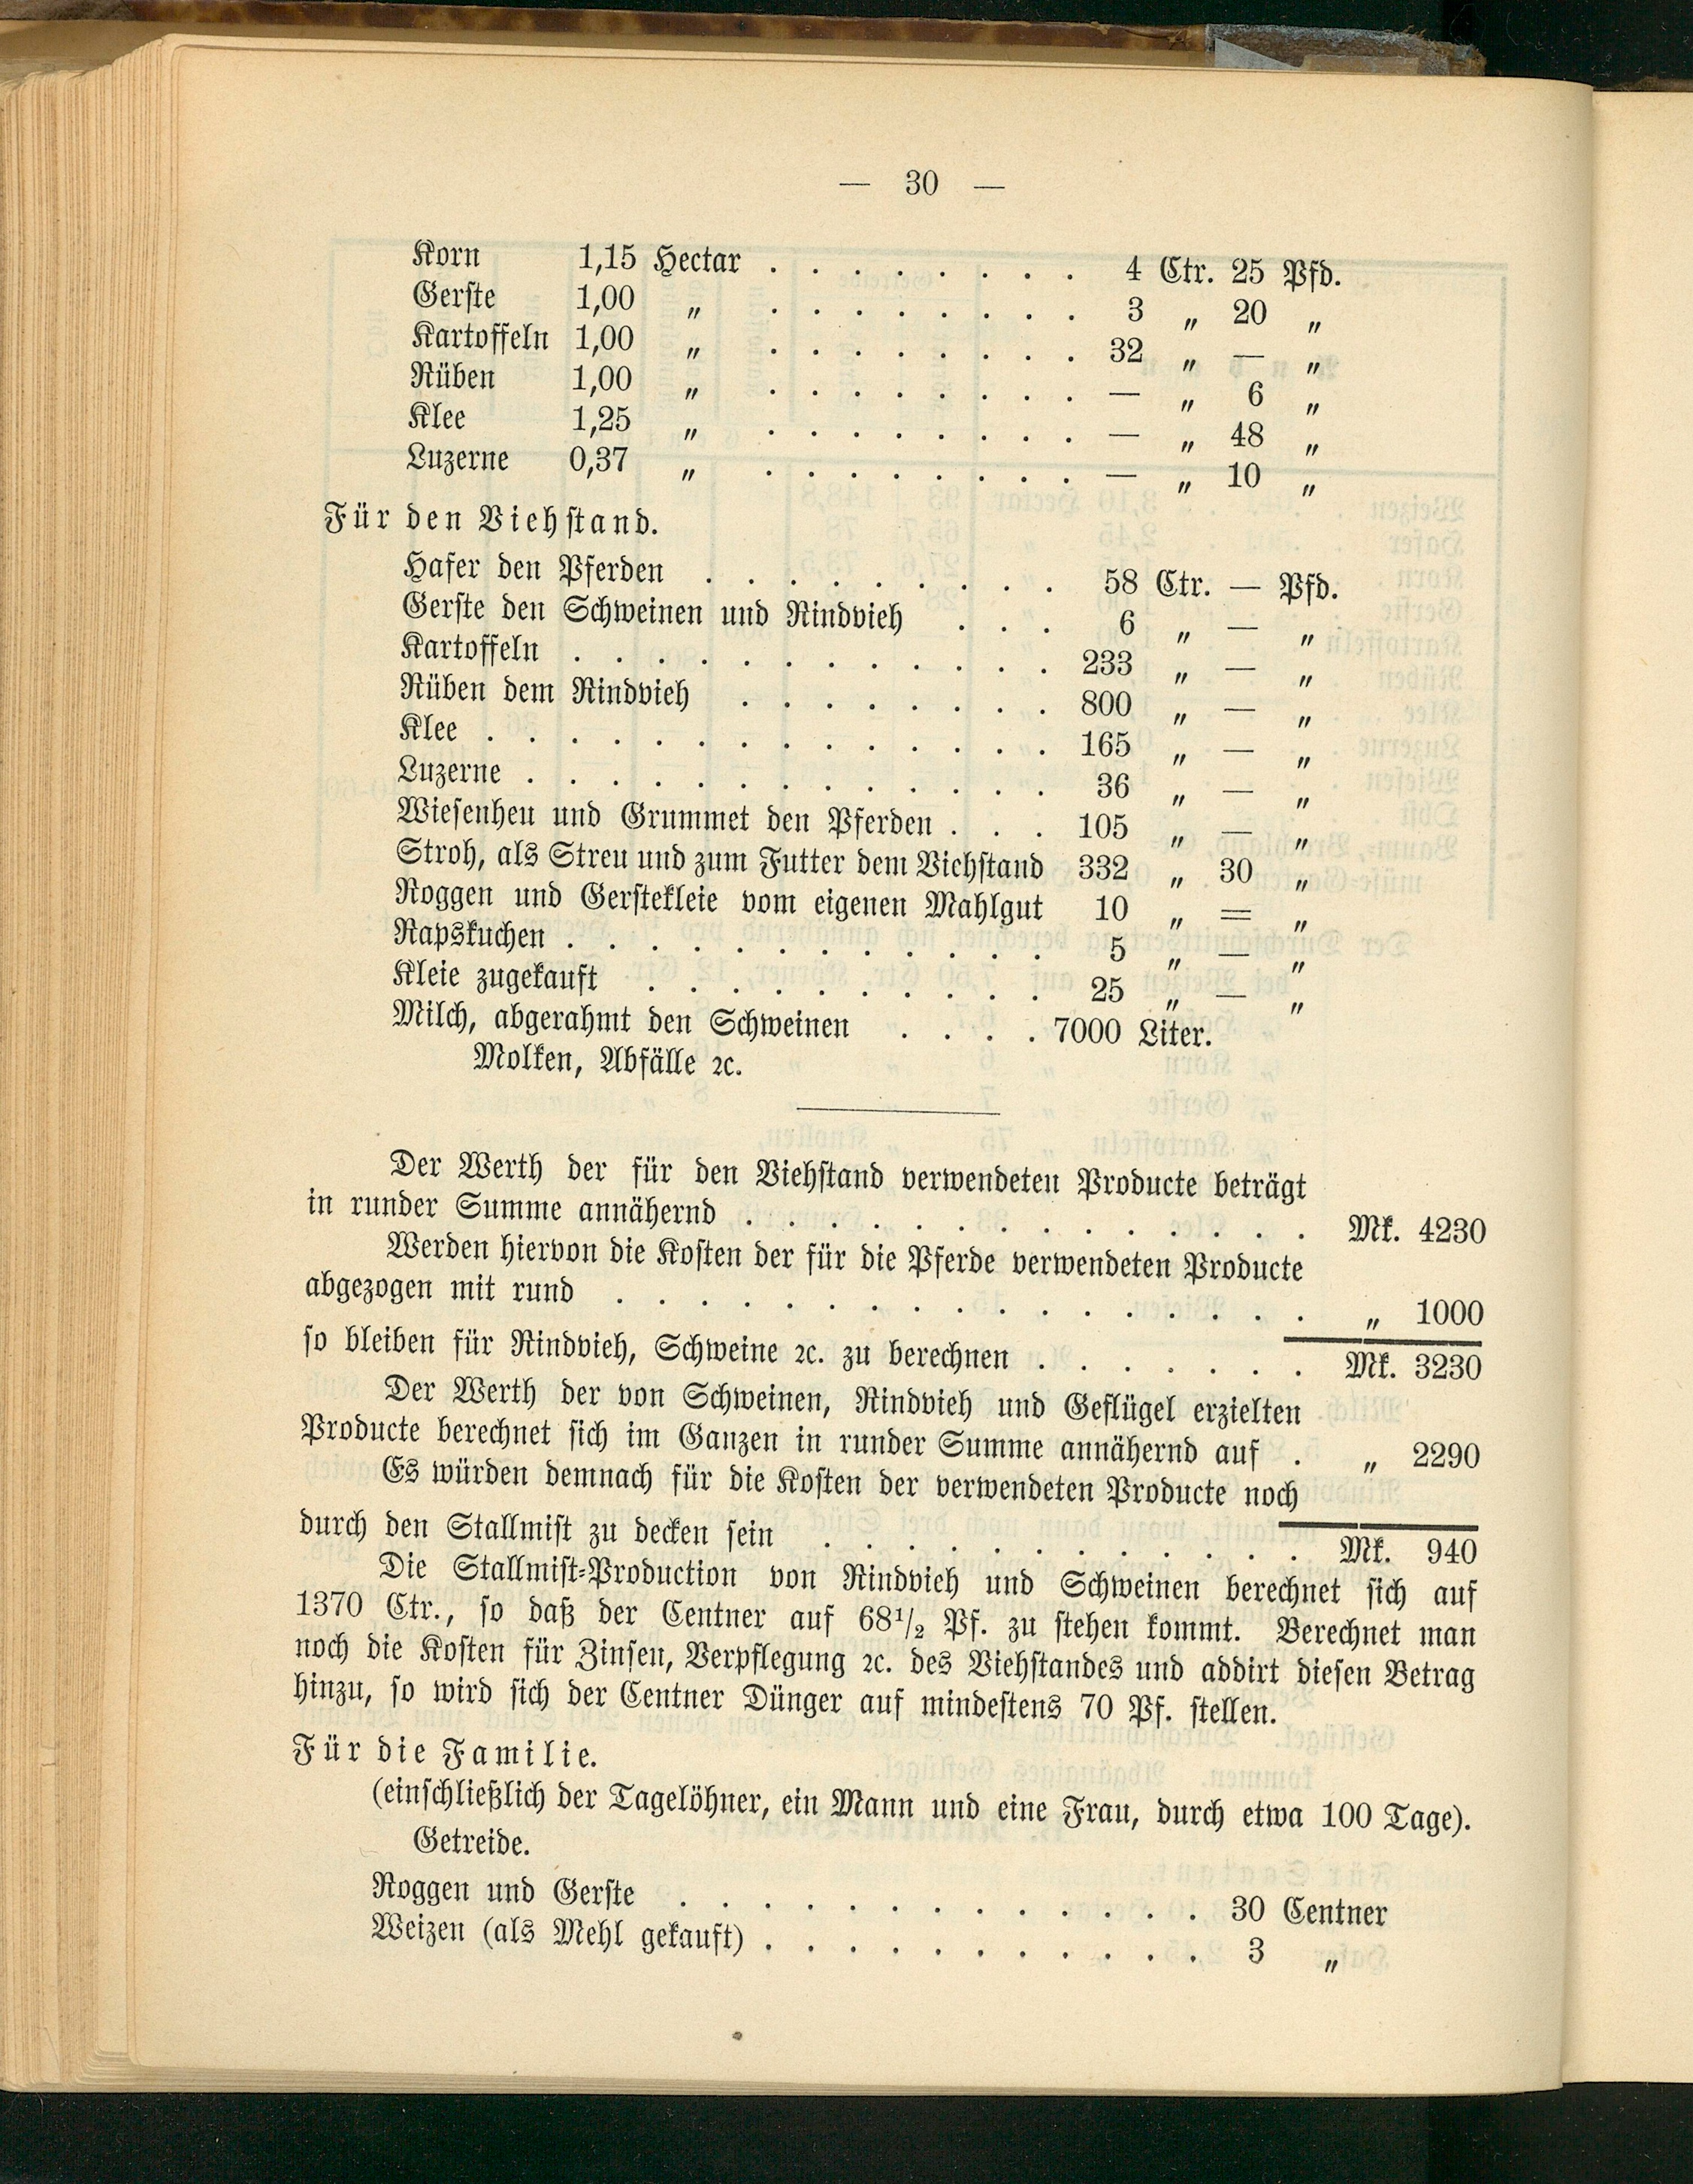 — 30 —
Korn 1,15 Hectar . . . . . . . . 4 Ctr. 25 Pfd.
Gerste 1,00 „ . . . . . . . . 3 „ 20 „
Kartoffeln 1,00 „ . . . . . . . . 32 „ — „
Rüben 1,00 „ . . . . . . . . — „ 6 „
Klee 1,25 „ . . . . . . . . — „ 48 „
Luzerne 0,37 „ . . . . . . . . — „ 10 „
Für den Viehstand.
Hafer den Pferden . . . . . . . . . 58 Ctr. — Pfd.
Gerste den Schweinen und Rindvieh . . . 6 „ — „
Kartoffeln . . . . . . . . . . . . 233 „ — „
Rüben dem Rindvieh . . . . . . . . 800 „ — „
Klee . . . . . . . . . . . . . . 165 „ — „
Luzerne . . . . . . . . . . . . . 36 „ — „
Wiesenheu und Grummet den Pferden . . . 105 „ — „
Stroh, als Streu und zum Futter dem Viehstand 332 „ 30 „
Roggen und Gerstekleie vom eigenen Mahlgut 10 „ — „
Rapskuchen . . . . . . . . . . . . 5 „ — „
Kleie zugekauft . . . . . . . . . . 25 „ — „
Milch, abgerahmt den Schweinen . . . . 7000 Liter.
Molken, Abfälle ꝛc.
Der Werth der für den Viehstand verwendeten Producte beträgt
in runder Summe annähernd . . . . . . . . . . . . . . Mk. 4230
Werden hiervon die Kosten der für die Pferde verwendeten Producte
abgezogen mit rund . . . . . . . . . . . . . . . . . „ 1000
so bleiben für Rindvieh, Schweine ꝛc. zu berechnen . . . . . . . Mk. 3230
Der Werth der von Schweinen, Rindvieh und Geflügel erzielten
Producte berechnet sich im Ganzen in runder Summe annähernd auf . „ 2290
Es würden demnach für die Kosten der verwendeten Producte noch
durch den Stallmist zu decken sein . . . . . . . . . . . . Mk. 940
Die Stallmist-Production von Rindvieh und Schweinen berechnet sich auf
1370 Ctr., so daß der Centner auf 68½ Pf. zu stehen kommt. Berechnet man
noch die Kosten für Zinsen, Verpflegung ꝛc. des Viehstandes und addirt diesen Betrag
hinzu, so wird sich der Centner Dünger auf mindestens 70 Pf. stellen.
Für die Familie.
(einschließlich der Tagelöhner, ein Mann und eine Frau, durch etwa 100 Tage).
Getreide.
Roggen und Gerste . . . . . . . . . . . . . 30 Centner
Weizen (als Mehl gekauft) . . . . . . . . . . . 3 „